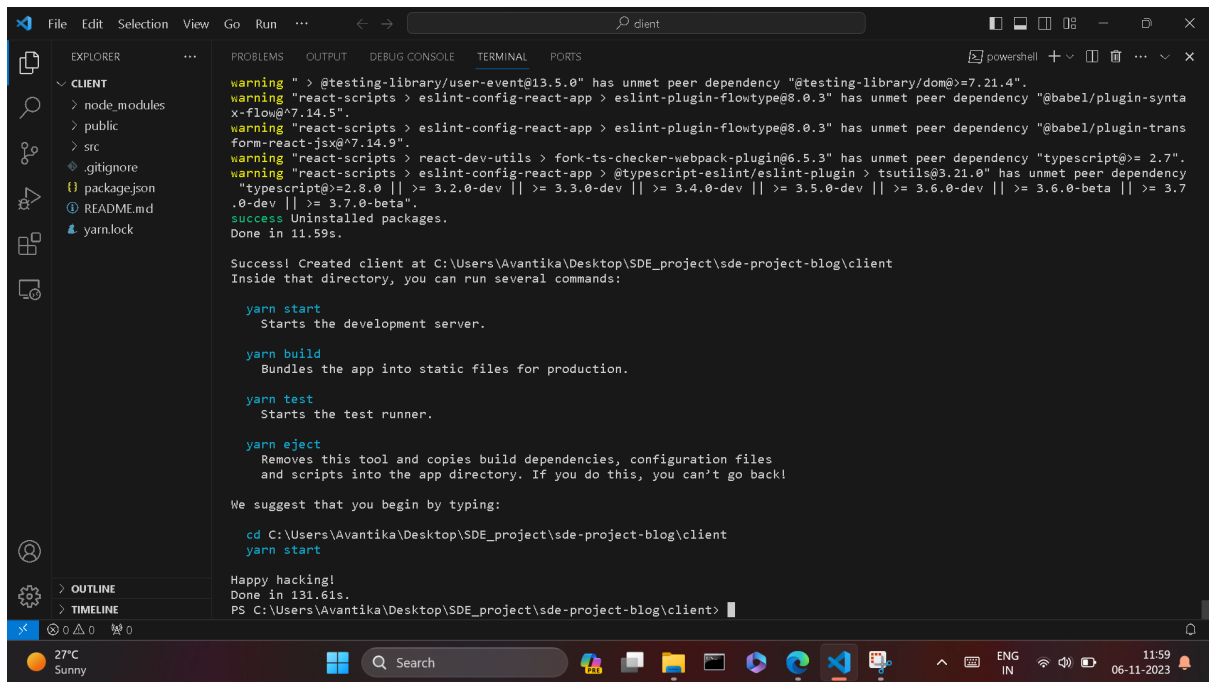 File Edit Selection View Go Run ··· client
EXPLORER ···
CLIENT
node_modules
public
src
.gitignore
package.json
README.md
yarn.lock
OUTLINE
TIMELINE
PROBLEMS OUTPUT DEBUG CONSOLE TERMINAL PORTS powershell
warning " > @testing-library/user-event@13.5.0" has unmet peer dependency "@testing-library/dom@>=7.21.4".
warning "react-scripts > eslint-config-react-app > eslint-plugin-flowtype@8.0.3" has unmet peer dependency "@babel/plugin-synta
x-flow@^7.14.5".
warning "react-scripts > eslint-config-react-app > eslint-plugin-flowtype@8.0.3" has unmet peer dependency "@babel/plugin-trans
form-react-jsx@^7.14.9".
warning "react-scripts > react-dev-utils > fork-ts-checker-webpack-plugin@6.5.3" has unmet peer dependency "typescript@>= 2.7".
warning "react-scripts > eslint-config-react-app > @typescript-eslint/eslint-plugin > tsutils@3.21.0" has unmet peer dependency
"typescript@>=2.8.0 || >= 3.2.0-dev || >= 3.3.0-dev || >= 3.4.0-dev || >= 3.5.0-dev || >= 3.6.0-dev || >= 3.6.0-beta || >= 3.7
.0-dev || >= 3.7.0-beta".
success Uninstalled packages.
Done in 11.59s.
Success! Created client at C:\Users\Avantika\Desktop\SDE_project\sde-project-blog\client
Inside that directory, you can run several commands:
yarn start
Starts the development server.
yarn build
Bundles the app into static files for production.
yarn test
Starts the test runner.
yarn eject
Removes this tool and copies build dependencies, configuration files
and scripts into the app directory. If you do this, you can't go back!
We suggest that you begin by typing:
cd C:\Users\Avantika\Desktop\SDE_project\sde-project-blog\client
yarn start
Happy hacking!
Done in 131.61s.
PS C:\Users\Avantika\Desktop\SDE_project\sde-project-blog\client>
0 0 0
27°C
Sunny
Search
PRE
ENG
IN
11:59
06-11-2023